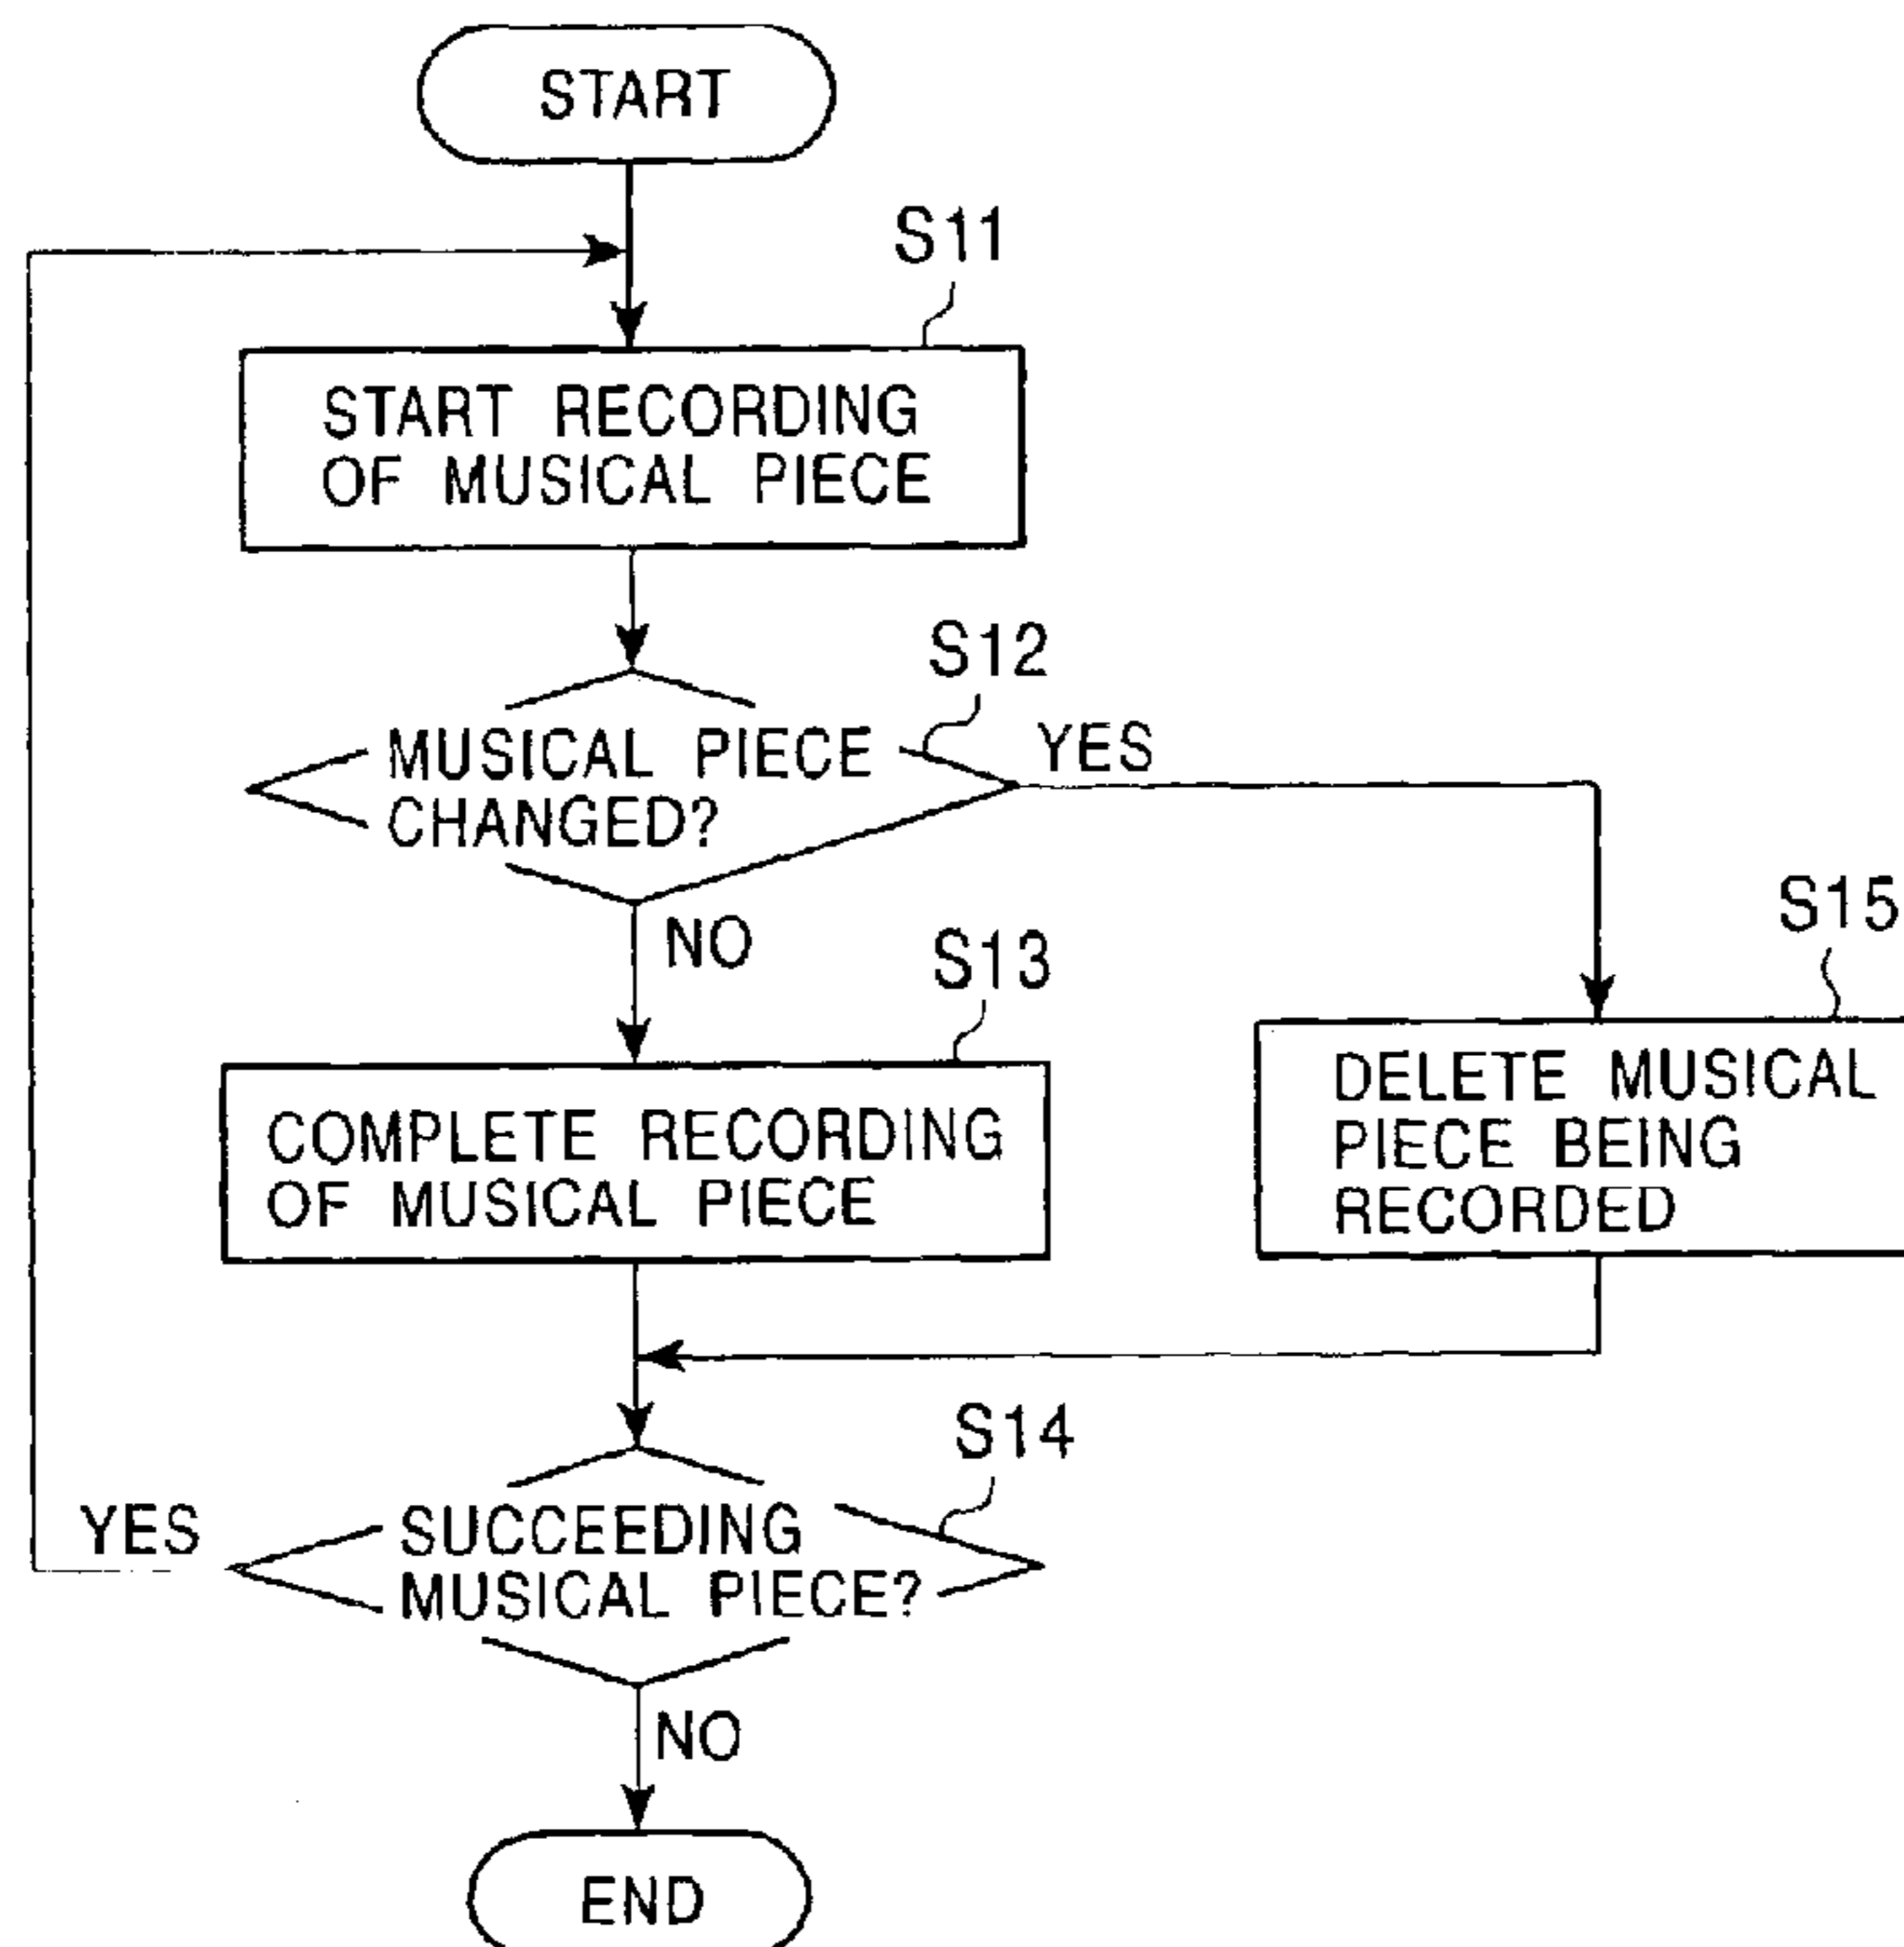 START
S11
START RECORDING
OF MUSICAL PIECE
S12
MUSICAL PIECE
CHANGED?
YES
NO
S13
COMPLETE RECORDING
OF MUSICAL PIECE
S15
DELETE MUSICAL
PIECE BEING
RECORDED
S14
SUCCEEDING
MUSICAL PIECE?
YES
NO
END